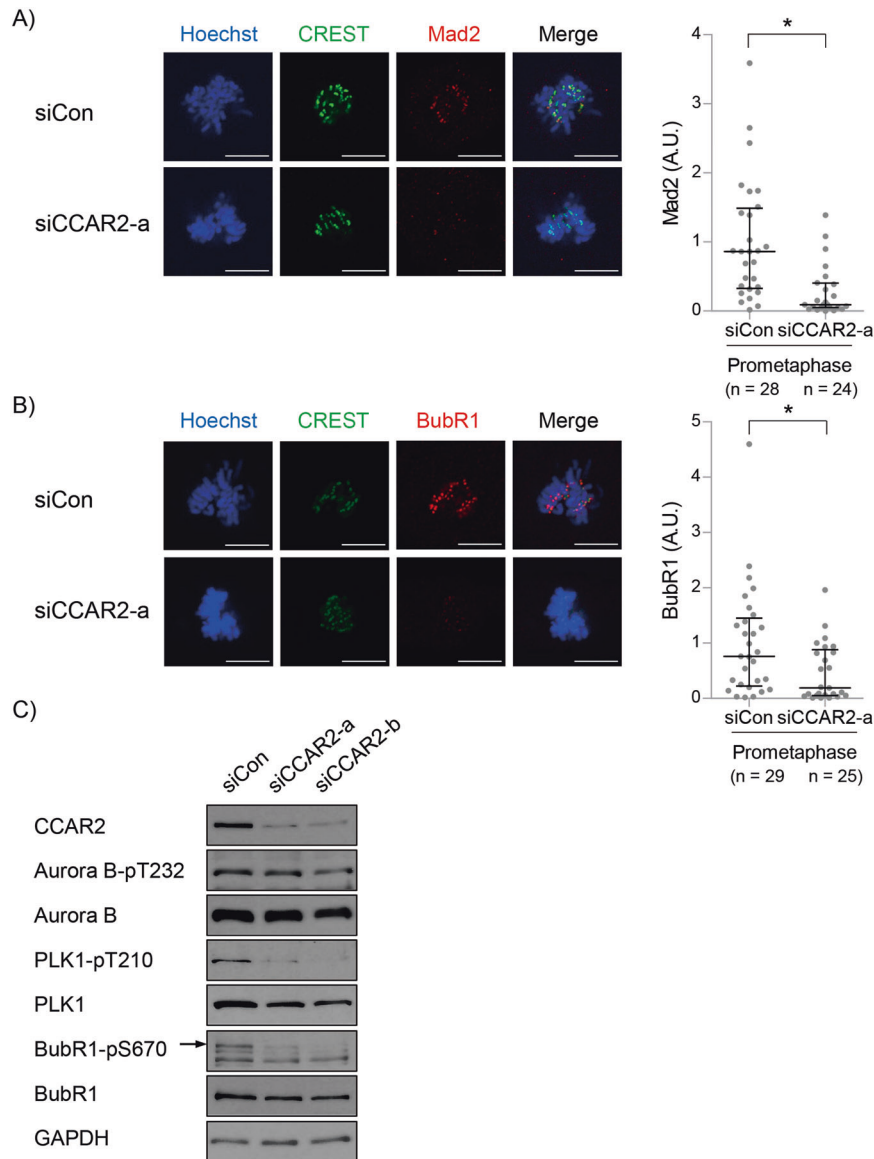 A)
Hoechst CREST Mad2 Merge
siCon
siCCAR2-a
Mad2 (A.U.)
4
3
2
1
0
*
siCon siCCAR2-a
Prometaphase
(n = 28 n = 24)
B)
Hoechst CREST BubR1 Merge
siCon
siCCAR2-a
BubR1 (A.U.)
5
4
3
2
1
0
*
siCon siCCAR2-a
Prometaphase
(n = 29 n = 25)
C)
siCon siCCAR2-a siCCAR2-b
CCAR2
Aurora B-pT232
Aurora B
PLK1-pT210
PLK1
BubR1-pS670
BubR1
GAPDH